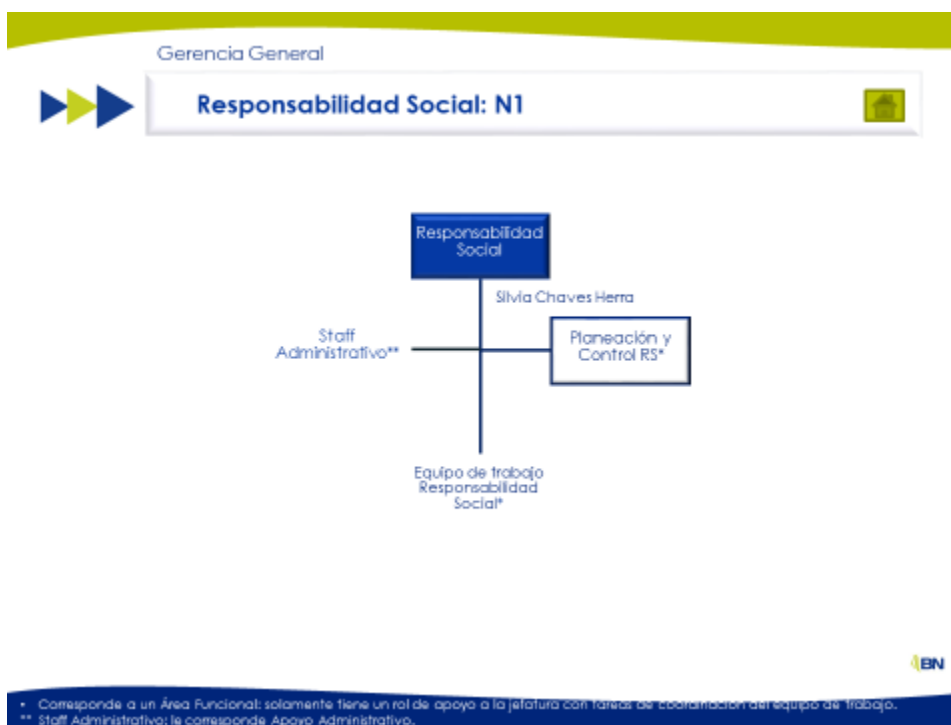 Gerencia General
Responsabilidad Social: N1
Responsabilidad
Social
Silvia Chaves Herra
Staff
Administrativo**
Planeación y
Control RS*
Equipo de trabajo
Responsabilidad
Social*
BN
• Corresponde a un Área Funcional: solamente tiene un rol de apoyo a la jefatura con tareas de coordinación del equipo de trabajo.
** Staff Administrativo: le corresponde Apoyo Administrativo.